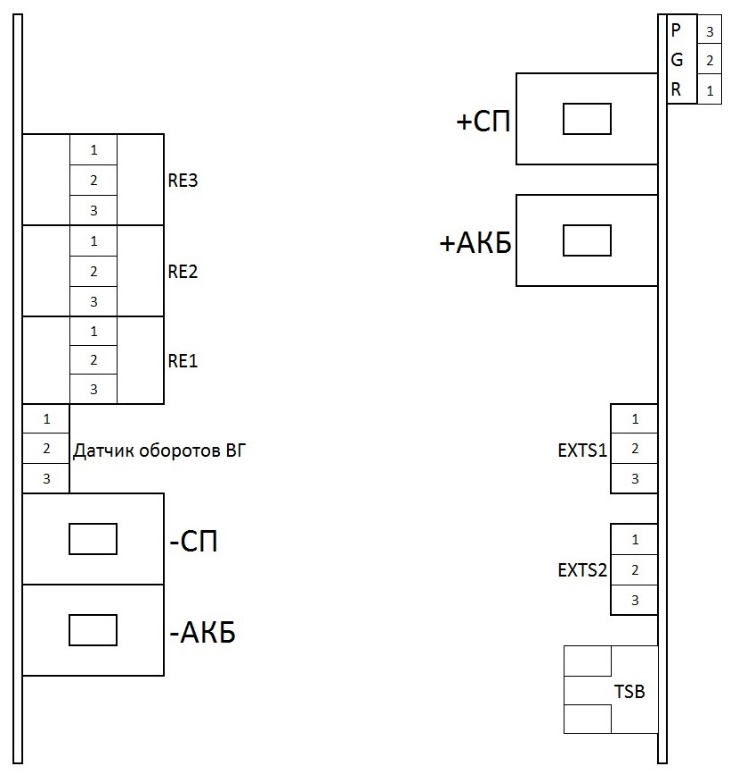 P 3
G 2
R 1
+СП
+АКБ
1
2 RE3
3
1
2 RE2
3
1
2 RE1
3
1
2 Датчик оборотов ВГ
3
-СП
-АКБ
1
EXTS1 2
3
1
EXTS2 2
3
TSB